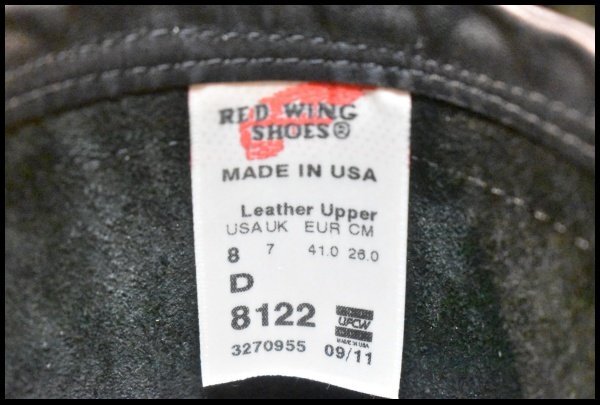 RED WING
SHOES®
MADE IN USA
Leather Upper
USA UK EUR CM
8 7 41.0 26.0
D
8122
UFCW
MADE IN USA
3270955 09/11